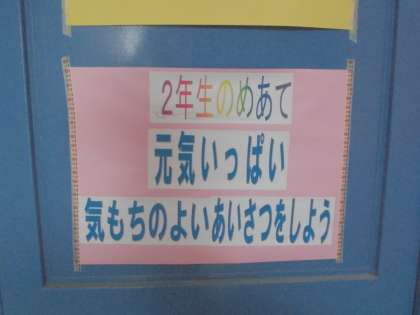 2年生のめあて
元気いっぱい
気もちのよいあいさつをしよう